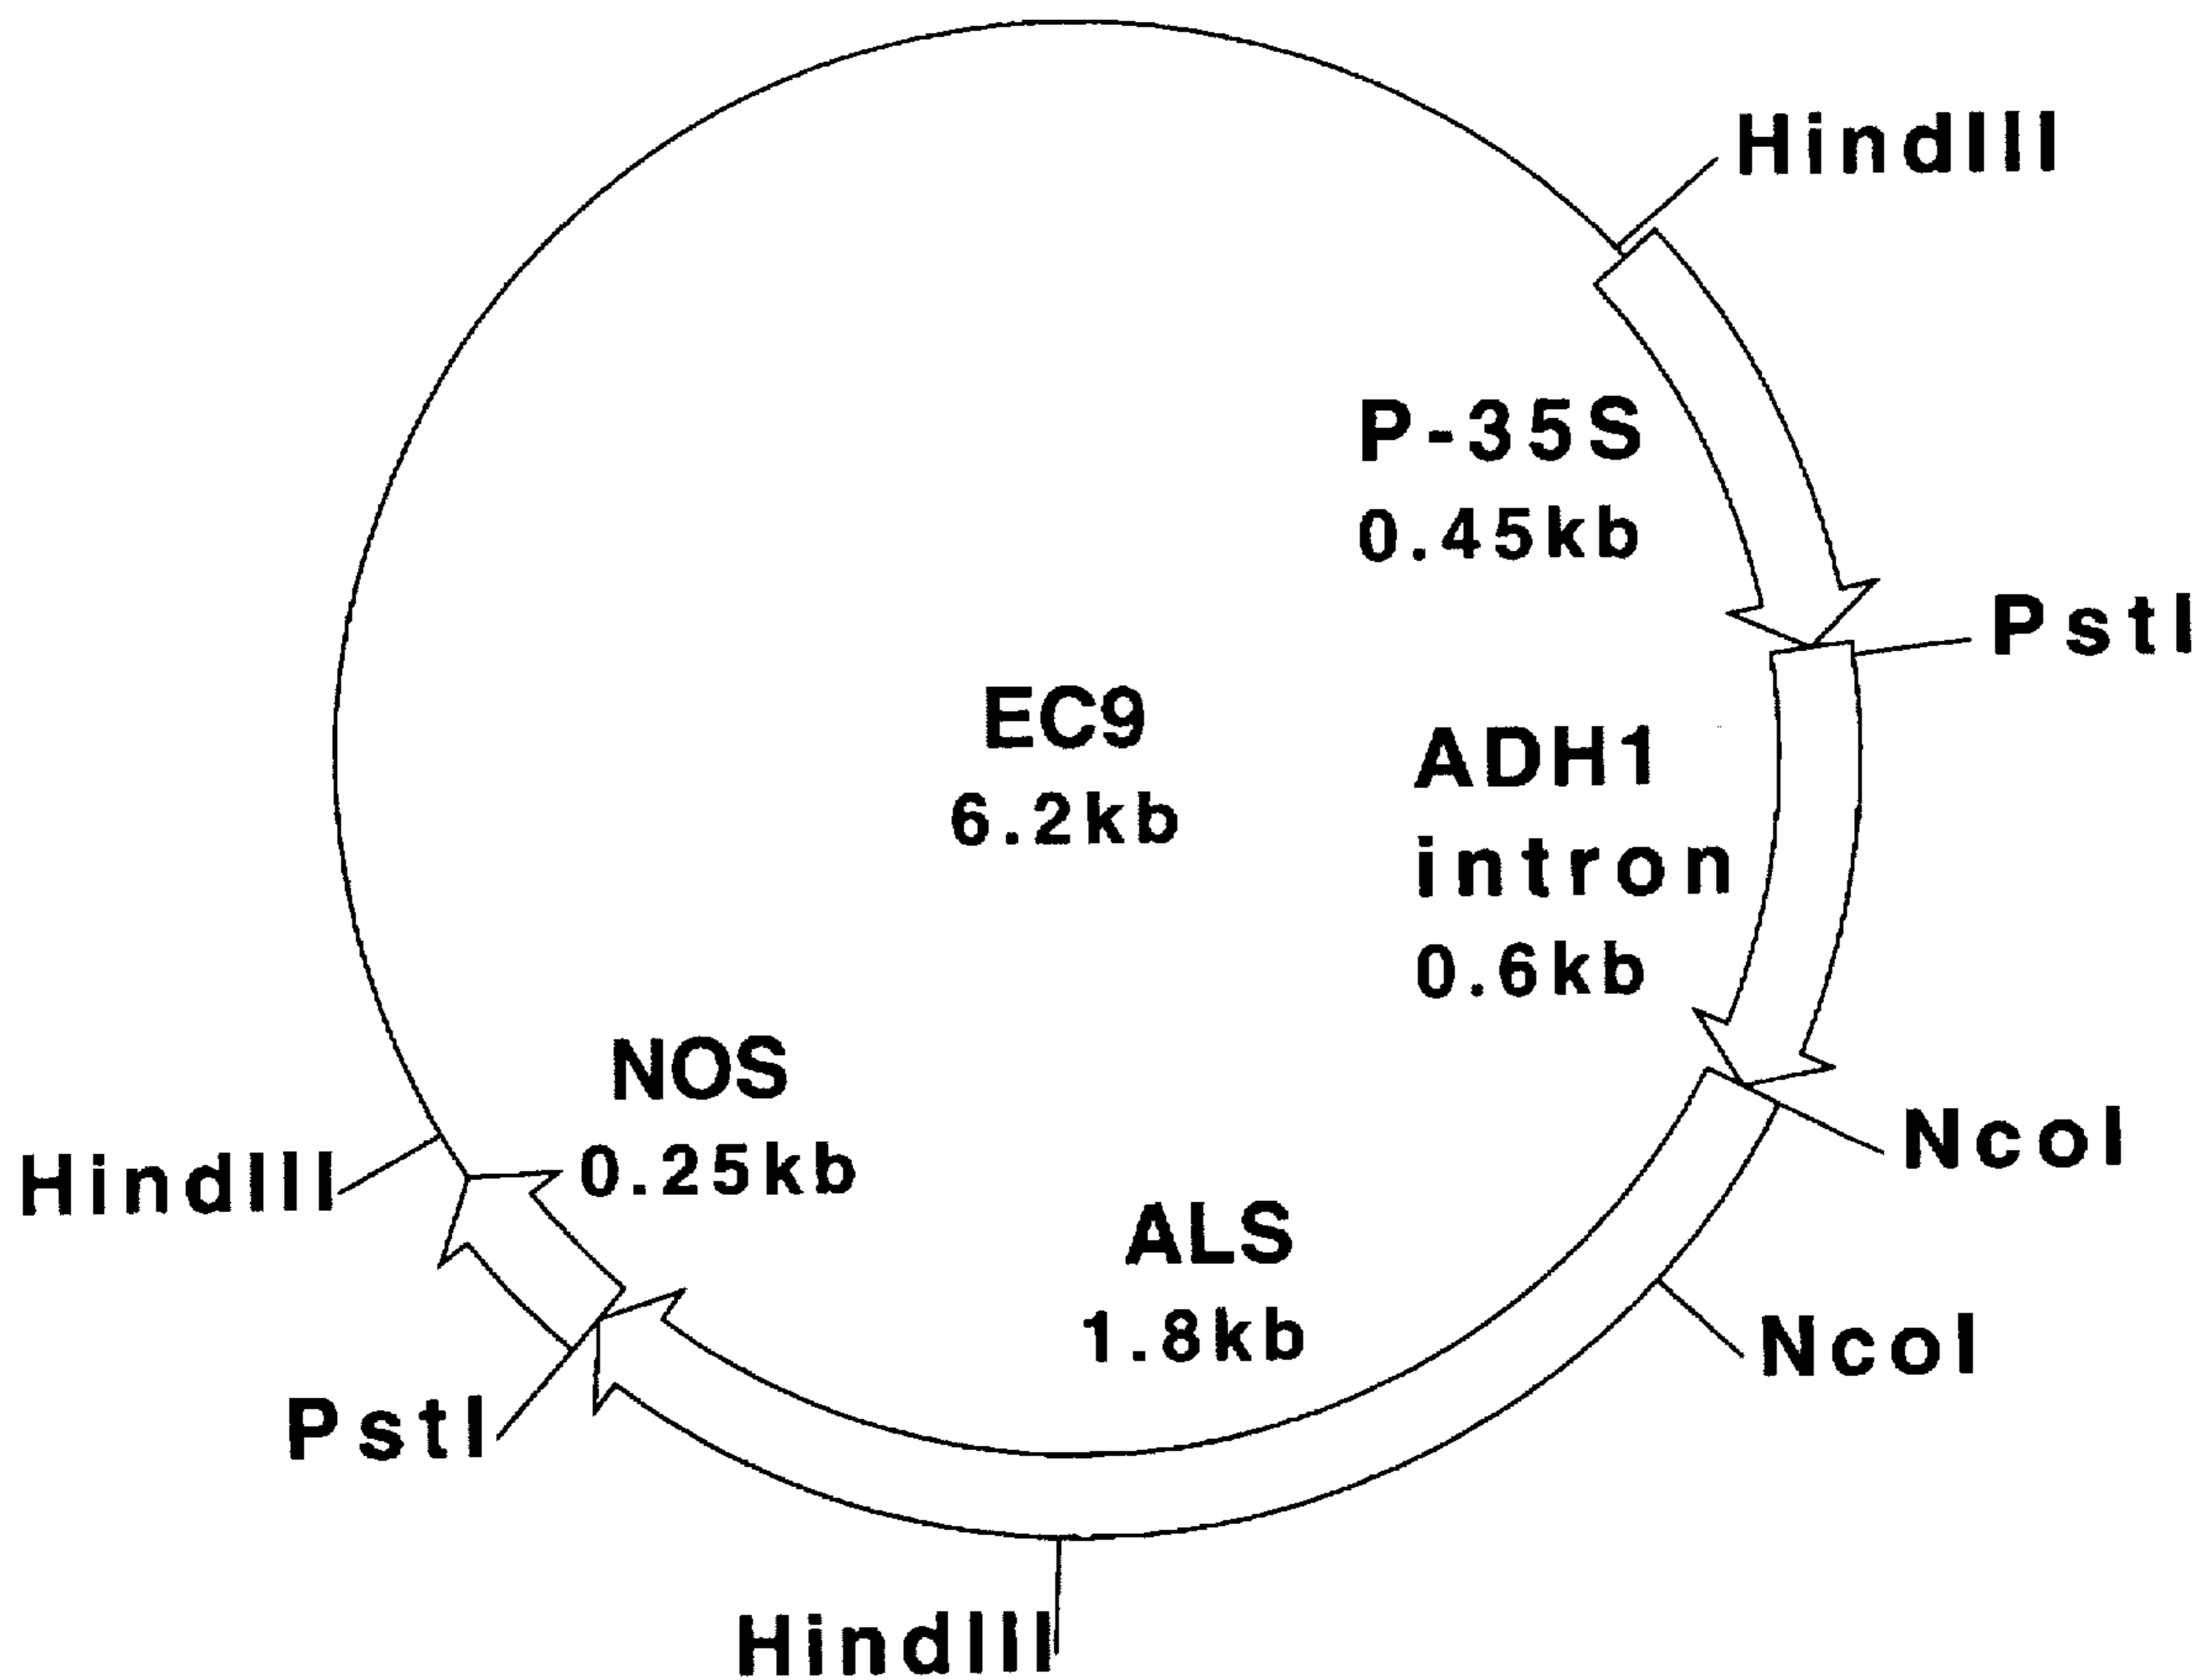 HindIII
P-35S
0.45kb
PstI
EC9
6.2kb
ADH1
intron
0.6kb
NOS
0.25kb
HindIII
NcoI
ALS
1.8kb
NcoI
PstI
HindIII